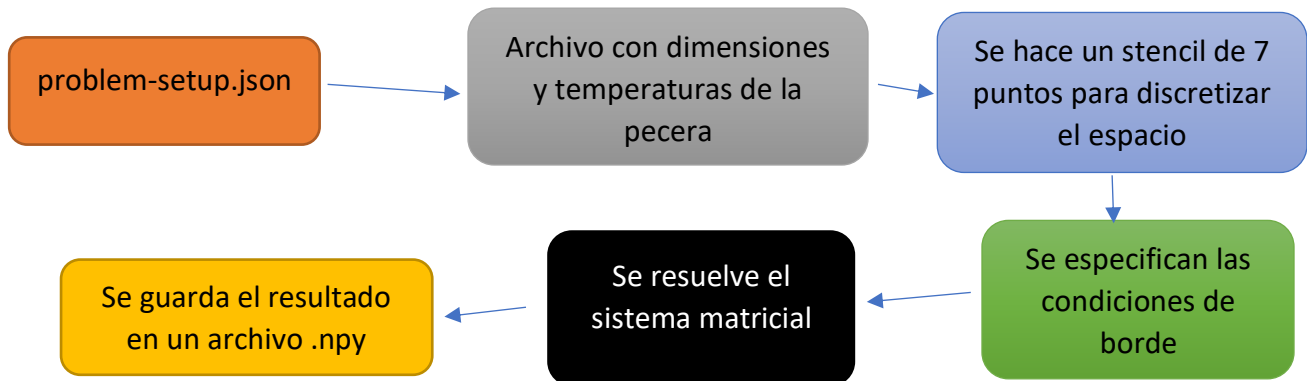 problem-setup.json
Archivo con dimensiones
y temperaturas de la
pecera
Se hace un stencil de 7
puntos para discretizar
el espacio
Se especifican las
condiciones de
borde
Se resuelve el
sistema matricial
Se guarda el resultado
en un archivo .npy